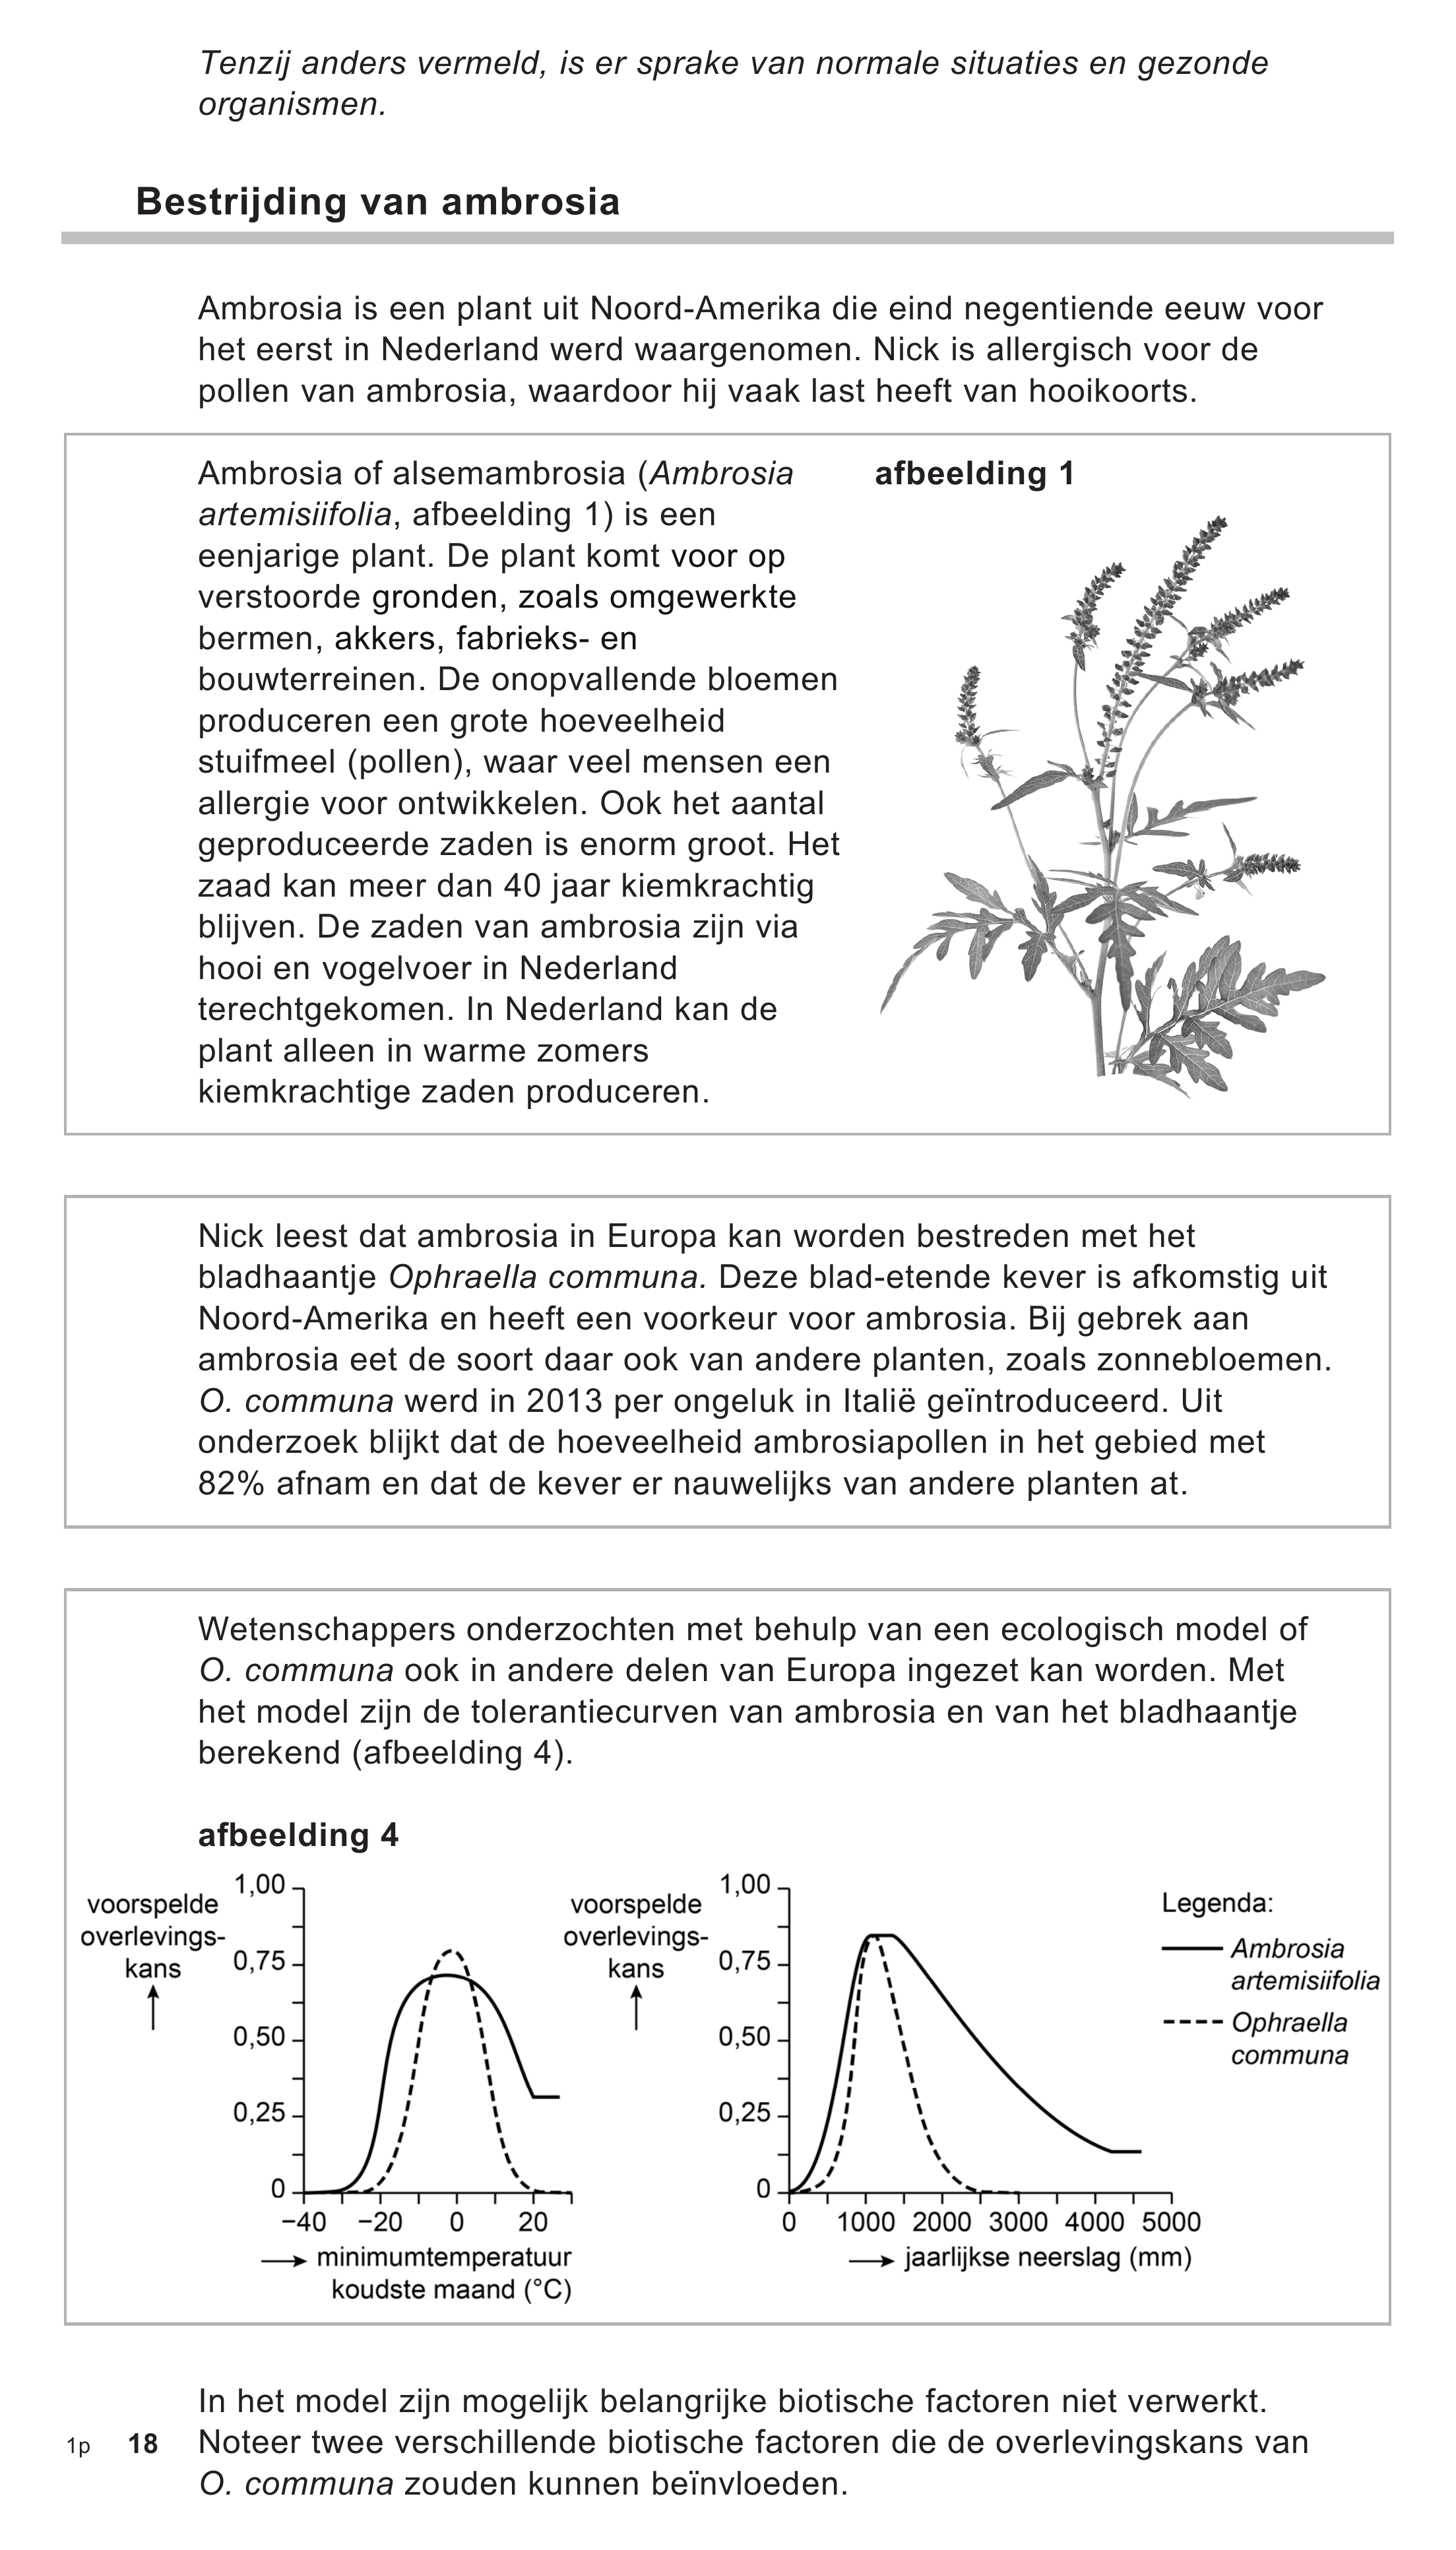 Tenzij anders vermeld, is er sprake van normale situaties en gezonde
organismen.
Bestrijding van ambrosia
Ambrosia is een plant uit Noord-Amerika die eind negentiende eeuw voor
het eerst in Nederland werd waargenomen. Nick is allergisch voor de
pollen van ambrosia, waardoor hij vaak last heeft van hooikoorts.
Ambrosia of alsemambrosia (Ambrosia
artemisiifolia, afbeelding 1) is een
eenjarige plant. De plant komt voor op
verstoorde gronden, zoals omgewerkte
bermen, akkers, fabrieks- en
bouwterreinen. De onopvallende bloemen
produceren een grote hoeveelheid
stuifmeel (pollen), waar veel mensen een
allergie voor ontwikkelen. Ook het aantal
geproduceerde zaden is enorm groot. Het
zaad kan meer dan 40 jaar kiemkrachtig
blijven. De zaden van ambrosia zijn via
hooi en vogelvoer in Nederland
terechtgekomen. In Nederland kan de
plant alleen in warme zomers
kiemkrachtige zaden produceren.
afbeelding 1
Nick leest dat ambrosia in Europa kan worden bestreden met het
bladhaantje Ophraella communa. Deze blad-etende kever is afkomstig uit
Noord-Amerika en heeft een voorkeur voor ambrosia. Bij gebrek aan
ambrosia eet de soort daar ook van andere planten, zoals zonnebloemen.
O. communa werd in 2013 per ongeluk in Italië geïntroduceerd. Uit
onderzoek blijkt dat de hoeveelheid ambrosiapollen in het gebied met
82% afnam en dat de kever er nauwelijks van andere planten at.
Wetenschappers onderzochten met behulp van een ecologisch model of
O. communa ook in andere delen van Europa ingezet kan worden. Met
het model zijn de tolerantiecurven van ambrosia en van het bladhaantje
berekend (afbeelding 4).
afbeelding 4
voorspelde
overlevings-
kans
1,00
0,75
0,50
0,25
0
−40 −20 0 20
minimumtemperatuur
koudste maand (°C)
voorspelde
overlevings-
kans
1,00
0,75
0,50
0,25
0
0 1000 2000 3000 4000 5000
jaarlijkse neerslag (mm)
Legenda:
Ambrosia
artemisiifolia
Ophraella
communa
In het model zijn mogelijk belangrijke biotische factoren niet verwerkt.
1p 18 Noteer twee verschillende biotische factoren die de overlevingskans van
O. communa zouden kunnen beïnvloeden.